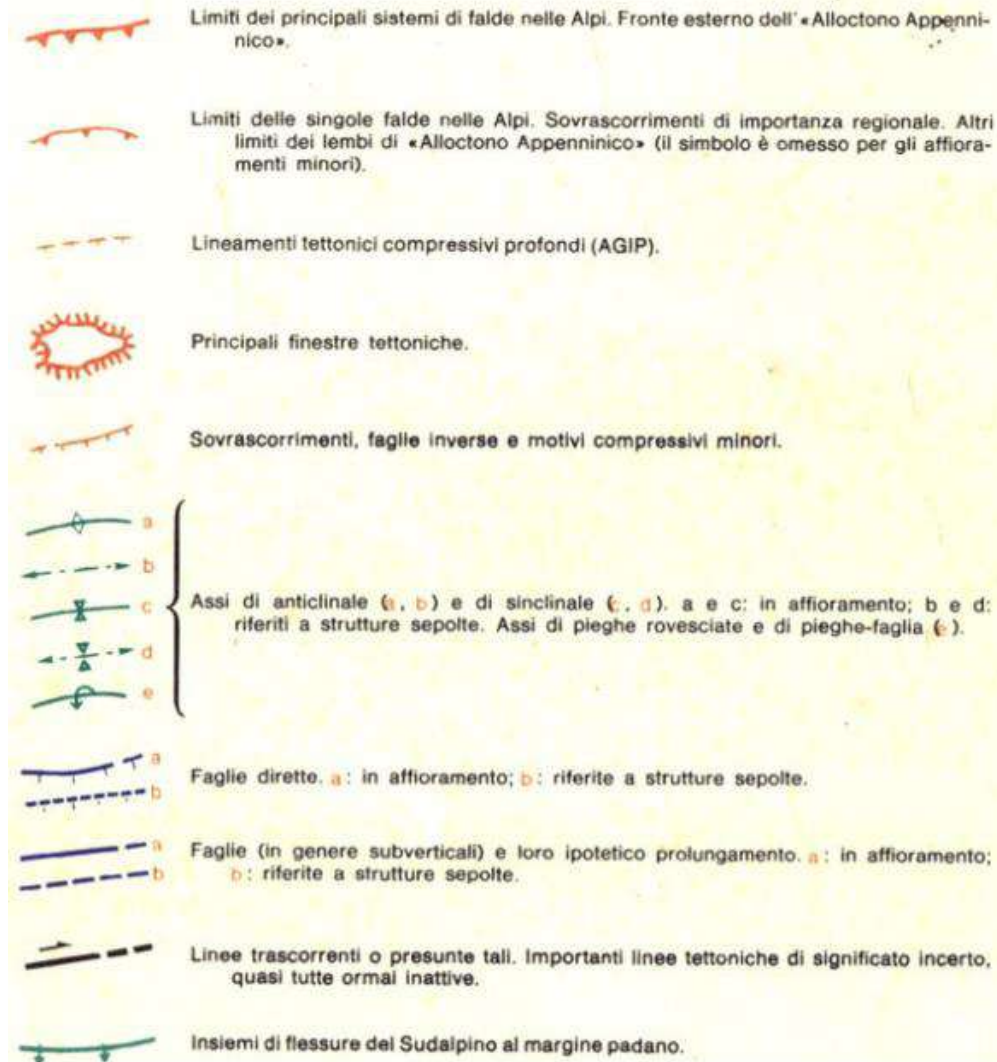 Limiti dei principali sistemi di falde nelle Alpi. Fronte esterno dell'«Alloctono Appenni-
nico».
Limiti delle singole falde nelle Alpi. Sovrascorrimenti di importanza regionale. Altri
limiti dei lembi di «Alloctono Appenninico» (il simbolo è omesso per gli affiora-
menti minori).
Lineamenti tettonici compressivi profondi (AGIP).
Principali finestre tettoniche.
Sovrascorrimenti, faglie inverse e motivi compressivi minori.
a
b
c
d
e
Assi di anticlinale (a, b) e di sinclinale (c, d). a e c: in affioramento; b e d:
riferiti a strutture sepolte. Assi di pieghe rovesciate e di pieghe-faglia (e).
a
b
Faglie dirette. a: in affioramento; b: riferite a strutture sepolte.
a
b
Faglie (in genere subverticali) e loro ipotetico prolungamento. a: in affioramento;
b: riferite a strutture sepolte.
Linee trascorrenti o presunte tali. Importanti linee tettoniche di significato incerto,
quasi tutte ormai inattive.
Insiemi di flessure del Sudalpino al margine padano.